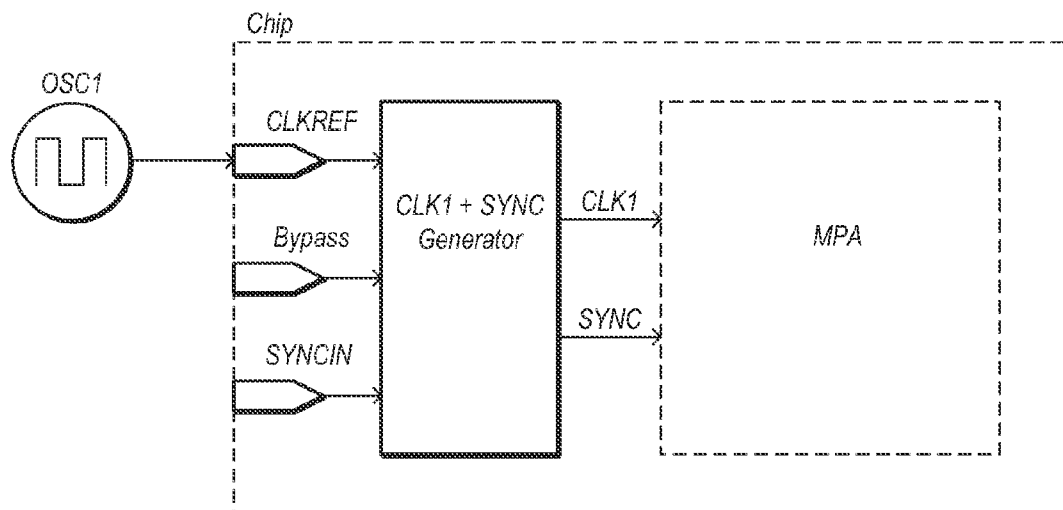 Chip
OSC1
CLKREF
CLK1 + SYNC
Generator
CLK1
MPA
Bypass
SYNC
SYNCIN